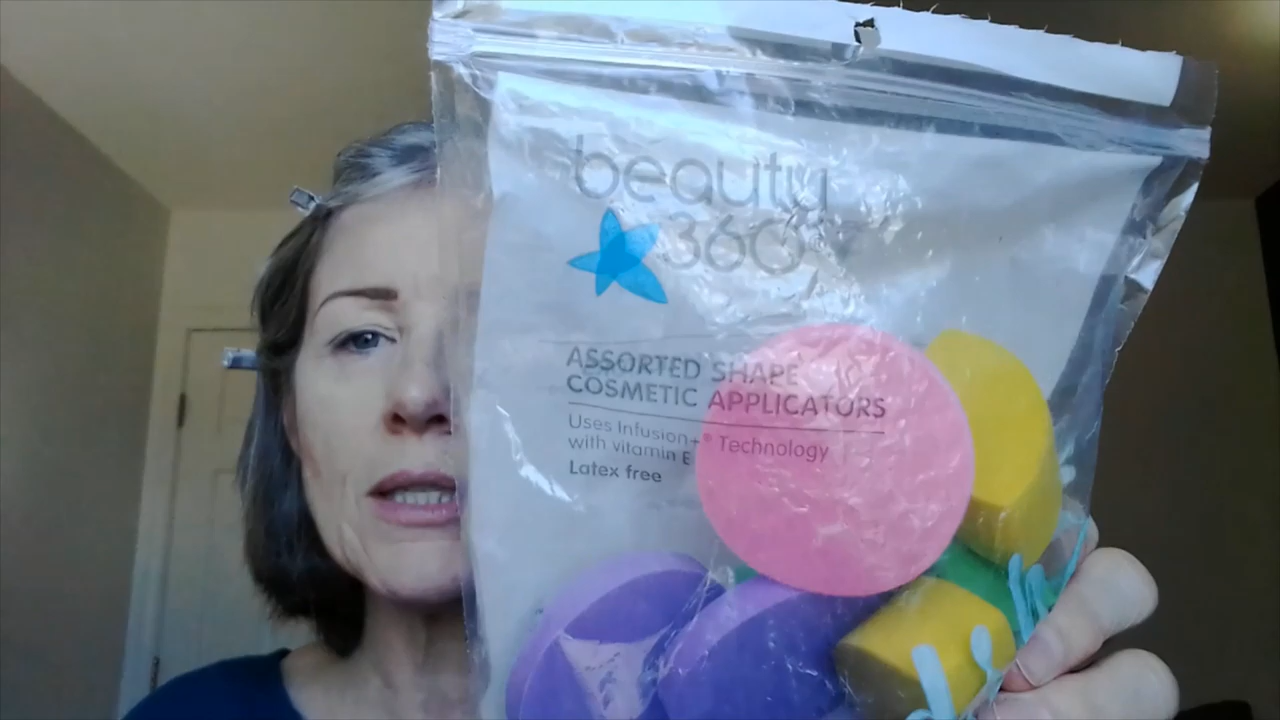 beauty
360
ASSORTED SHAPE
COSMETIC APPLICATORS
Uses Infusion+® Technology
with vitamin E
Latex free